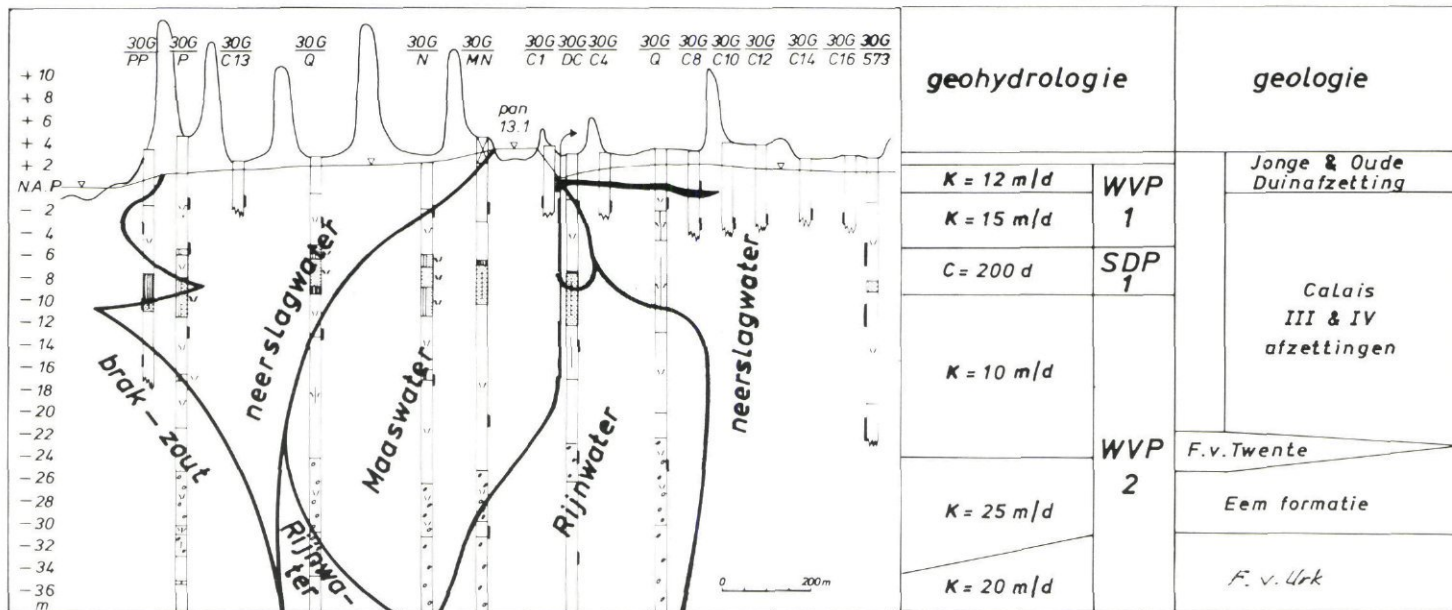 30G 30G 30G 30G 30G 30G 30G 30G 30G 30G 30G 30G 30G 30G 30G 30G
PP P C13 Q N MN C1 DC C4 Q C8 C10 C12 C14 C16 573
pan
13.1
+ 10
+ 8
+ 6
+ 4
+ 2
N.A.P
- 2
- 4
- 6
- 8
- 10
- 12
- 14
- 16
- 18
- 20
- 22
- 24
- 26
- 28
- 30
- 32
- 34
- 36
m
brak - zout
neerslagwater
Rijnwa-
ter
Maaswater
Rijnwater
neerslagwater
0 200m
geohydrologie
geologie
K = 12 m/d
K = 15 m/d
C = 200 d
K = 10 m/d
K = 25 m/d
K = 20 m/d
WVP
1
SDP
1
WVP
2
Jonge & Oude
Duinafzetting
Calais
III & IV
afzettingen
F.v.Twente
Eem formatie
F. v. Urk